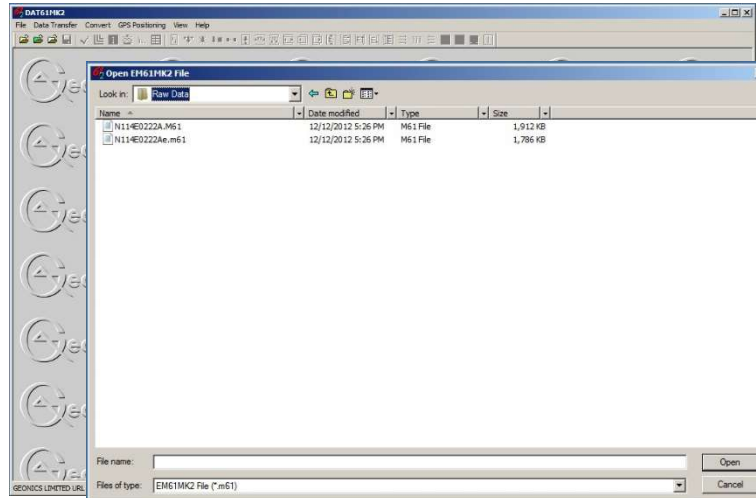 DAT61MK2
File Data Transfer Convert GPS Positioning View Help
Open EM61MK2 File
Look in: Raw Data
Name Date modified Type Size
N114E0222A.M61 12/12/2012 5:26 PM M61 File 1,912 KB
N114E0222Ae.m61 12/12/2012 5:26 PM M61 File 1,786 KB
File name: Open
Files of type: EM61MK2 File (*.m61) Cancel
GEONICS LIMITED URL